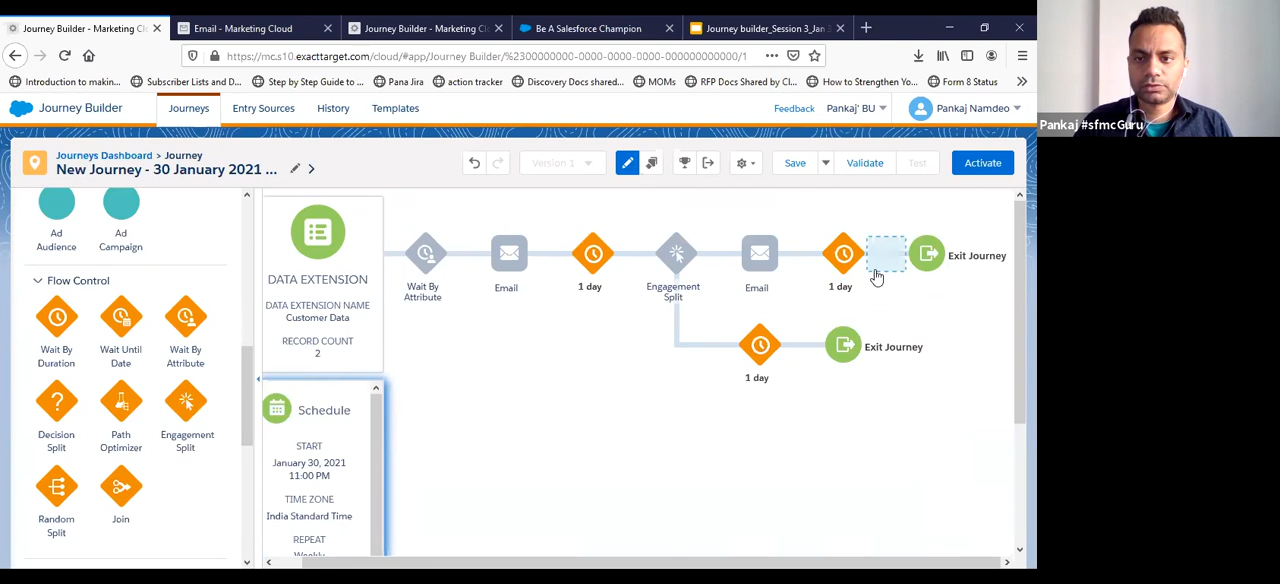 Journey Builder - Marketing Clo
Email - Marketing Cloud
Journey Builder - Marketing Clo
Be A Salesforce Champion
Journey builder_Session 3_Jan 3
https://mc.s10.exacttarget.com/cloud/#app/Journey Builder/%2300000000-0000-0000-0000-000000000000/1
Introduction to makin...
Subscriber Lists and D...
Step by Step Guide to ...
Pana Jira
Session tracker
Discovery Docs shared...
MOMs
RFP Docs Shared by Cl...
How to Strengthen Yo...
Form 8 Status
Journey Builder
Journeys
Entry Sources
History
Templates
Feedback
Pankaj' BU
Pankaj Namdeo
Pankaj #sfmcGuru
Journeys Dashboard > Journey
New Journey - 30 January 2021 ...
Version 1
Save
Validate
Test
Activate
Ad
Audience
Ad
Campaign
Flow Control
Wait By
Duration
Wait Until
Date
Wait By
Attribute
Decision
Split
Path
Optimizer
Engagement
Split
Random
Split
Join
DATA EXTENSION
DATA EXTENSION NAME
Customer Data
RECORD COUNT
2
Schedule
START
January 30, 2021
11:00 PM
TIME ZONE
India Standard Time
REPEAT
Weekly
Wait By
Attribute
Email
1 day
Engagement
Split
Email
1 day
Exit Journey
1 day
Exit Journey